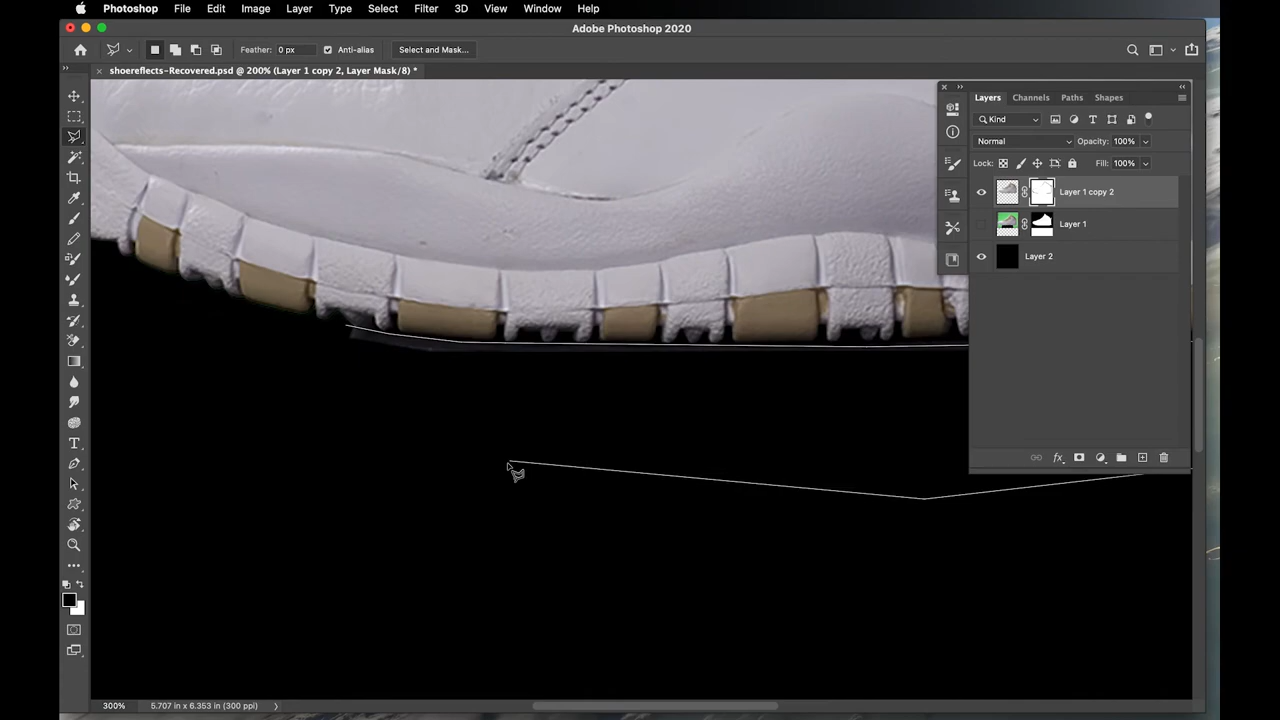 Photoshop File Edit Image Layer Type Select Filter 3D View Window Help
Adobe Photoshop 2020
Feather: 0 px Anti-alias Select and Mask...
shoereflects-Recovered.psd @ 200% (Layer 1 copy 2, Layer Mask/8) *
Layers Channels Paths Shapes
Kind
Normal Opacity: 100%
Lock: Fill: 100%
Layer 1 copy 2
Layer 1
Layer 2
fx
300% 5.707 in x 6.353 in (300 ppi)